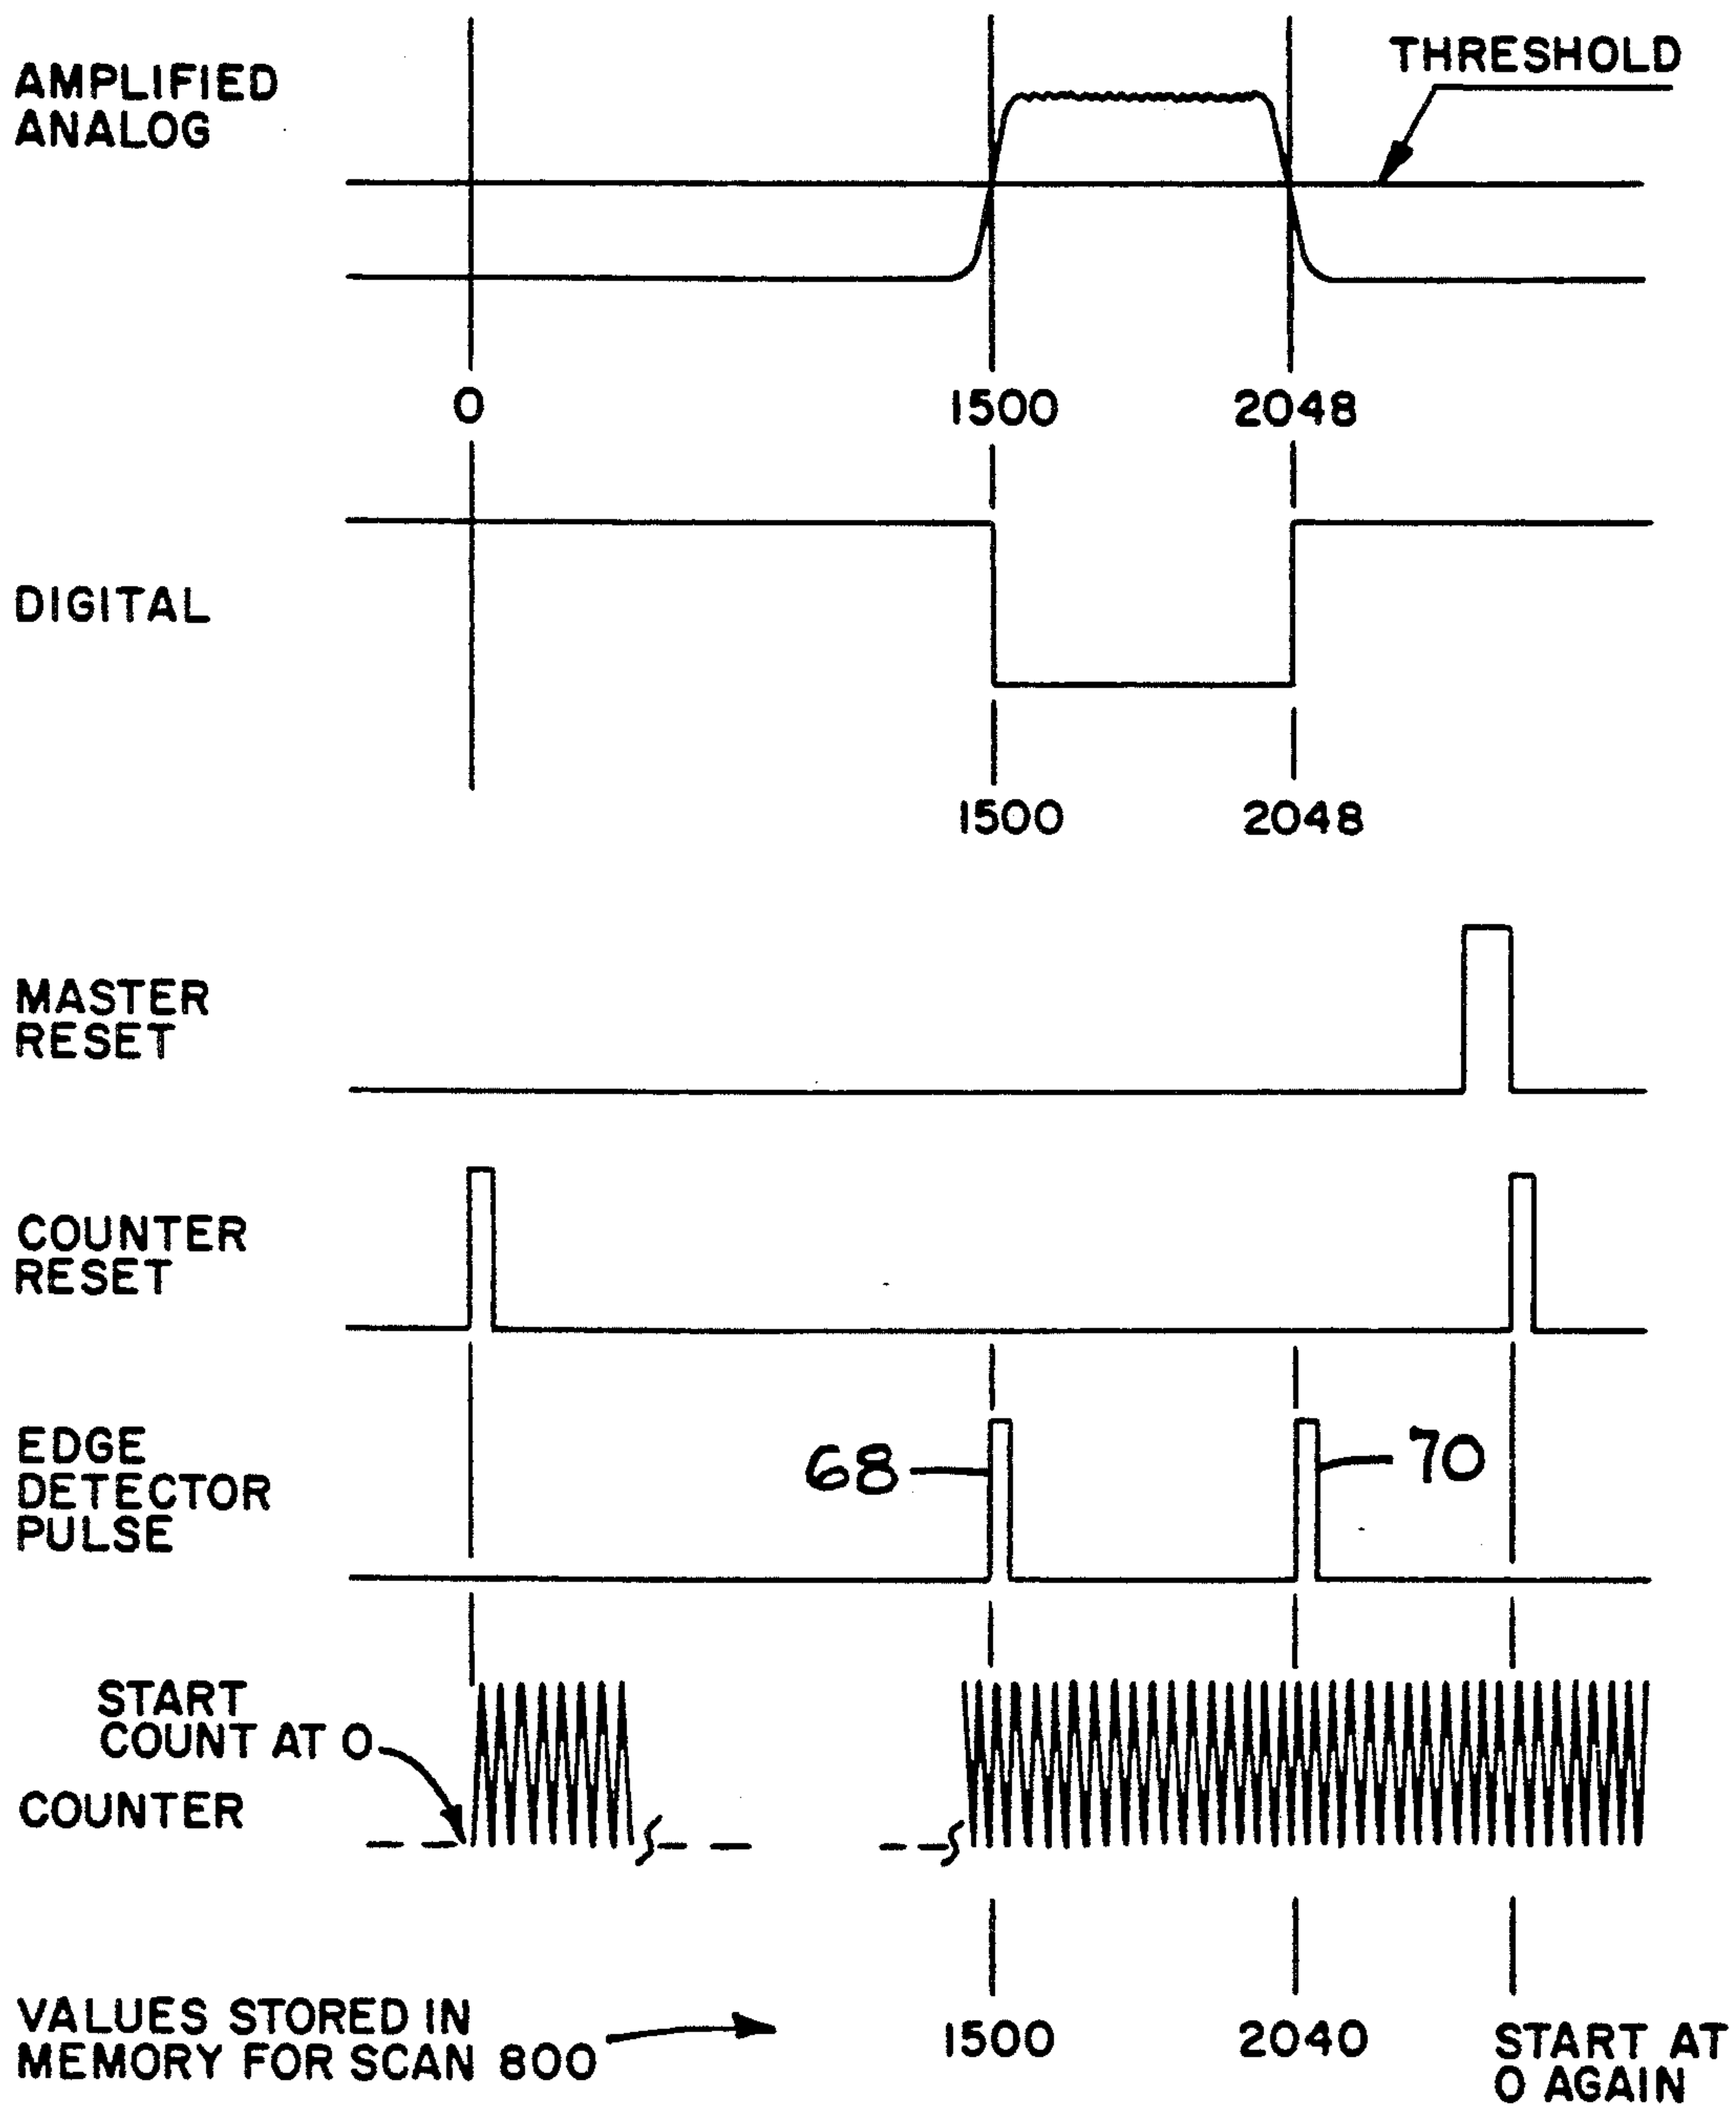 THRESHOLD
AMPLIFIED
ANALOG
0 1500 2048
DIGITAL
1500 2048
MASTER
RESET
COUNTER
RESET
EDGE
DETECTOR
PULSE
68 70
START
COUNT AT 0
COUNTER
VALUES STORED IN
MEMORY FOR SCAN 800
1500 2040 START AT
0 AGAIN